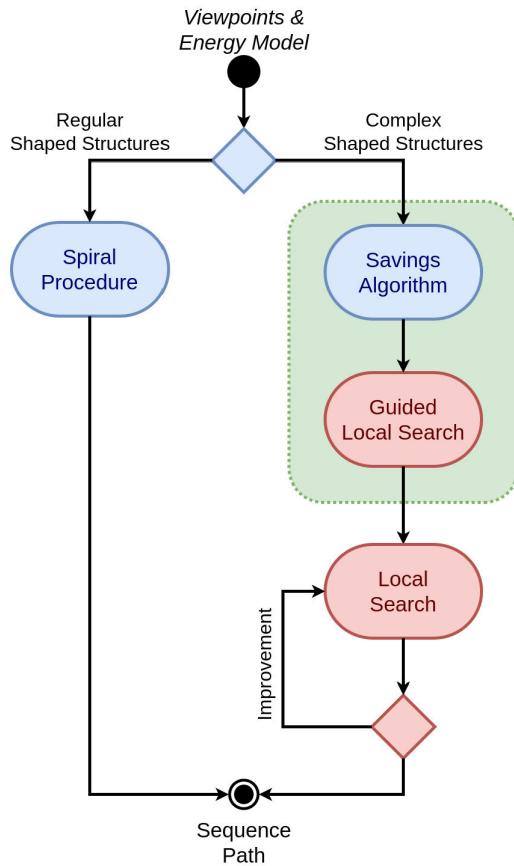 Viewpoints &
Energy Model
Regular
Shaped Structures
Complex
Shaped Structures
Spiral
Procedure
Savings
Algorithm
Guided
Local Search
Local
Search
Improvement
Sequence
Path